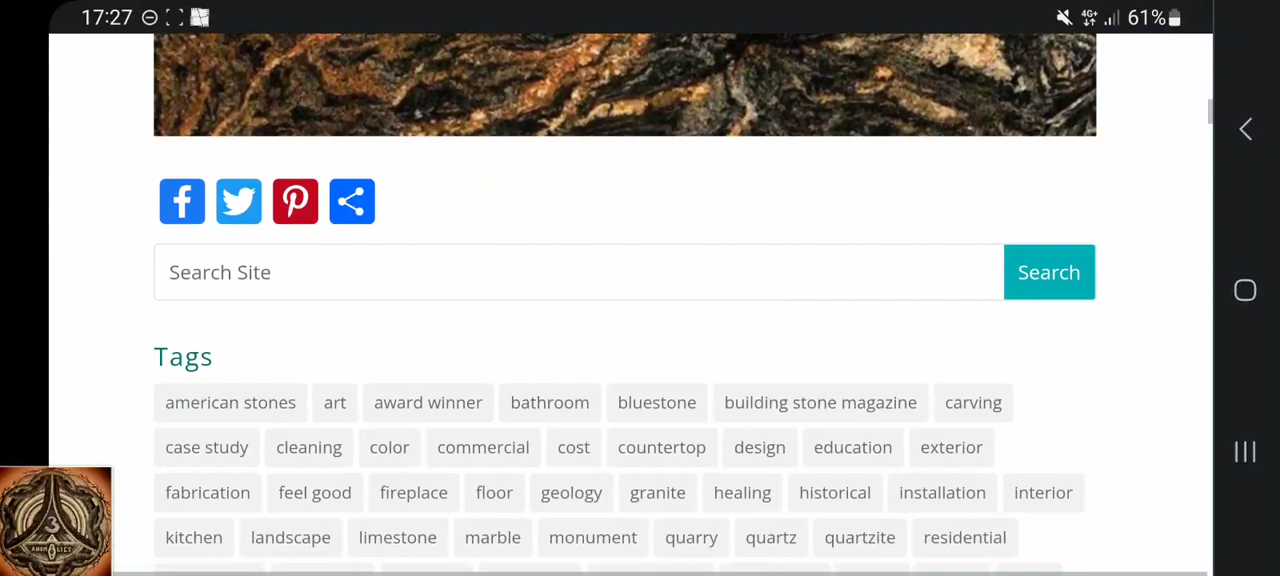 17:27 4G+ 61%
Search Site Search
Tags
american stones art award winner bathroom bluestone building stone magazine carving
case study cleaning color commercial cost countertop design education exterior
fabrication feel good fireplace floor geology granite healing historical installation interior
kitchen landscape limestone marble monument quarry quartz quartzite residential
3